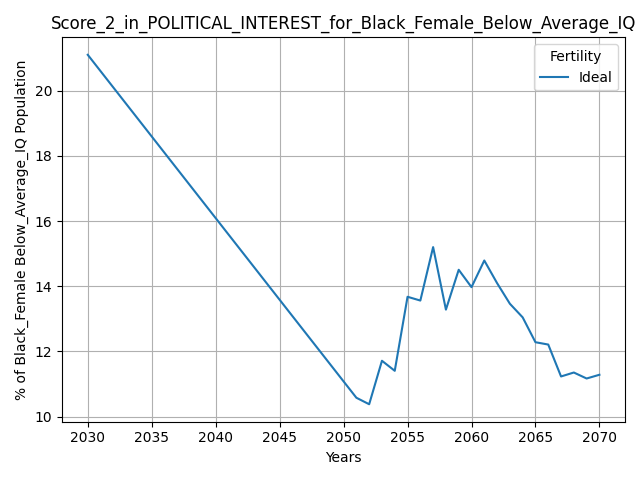 Score_2_in_POLITICAL_INTEREST_for_Black_Female_Below_Average_IQ
% of Black_Female Below_Average_IQ Population
20
18
16
14
12
10
Fertility
Ideal
2030 2035 2040 2045 2050 2055 2060 2065 2070
Years